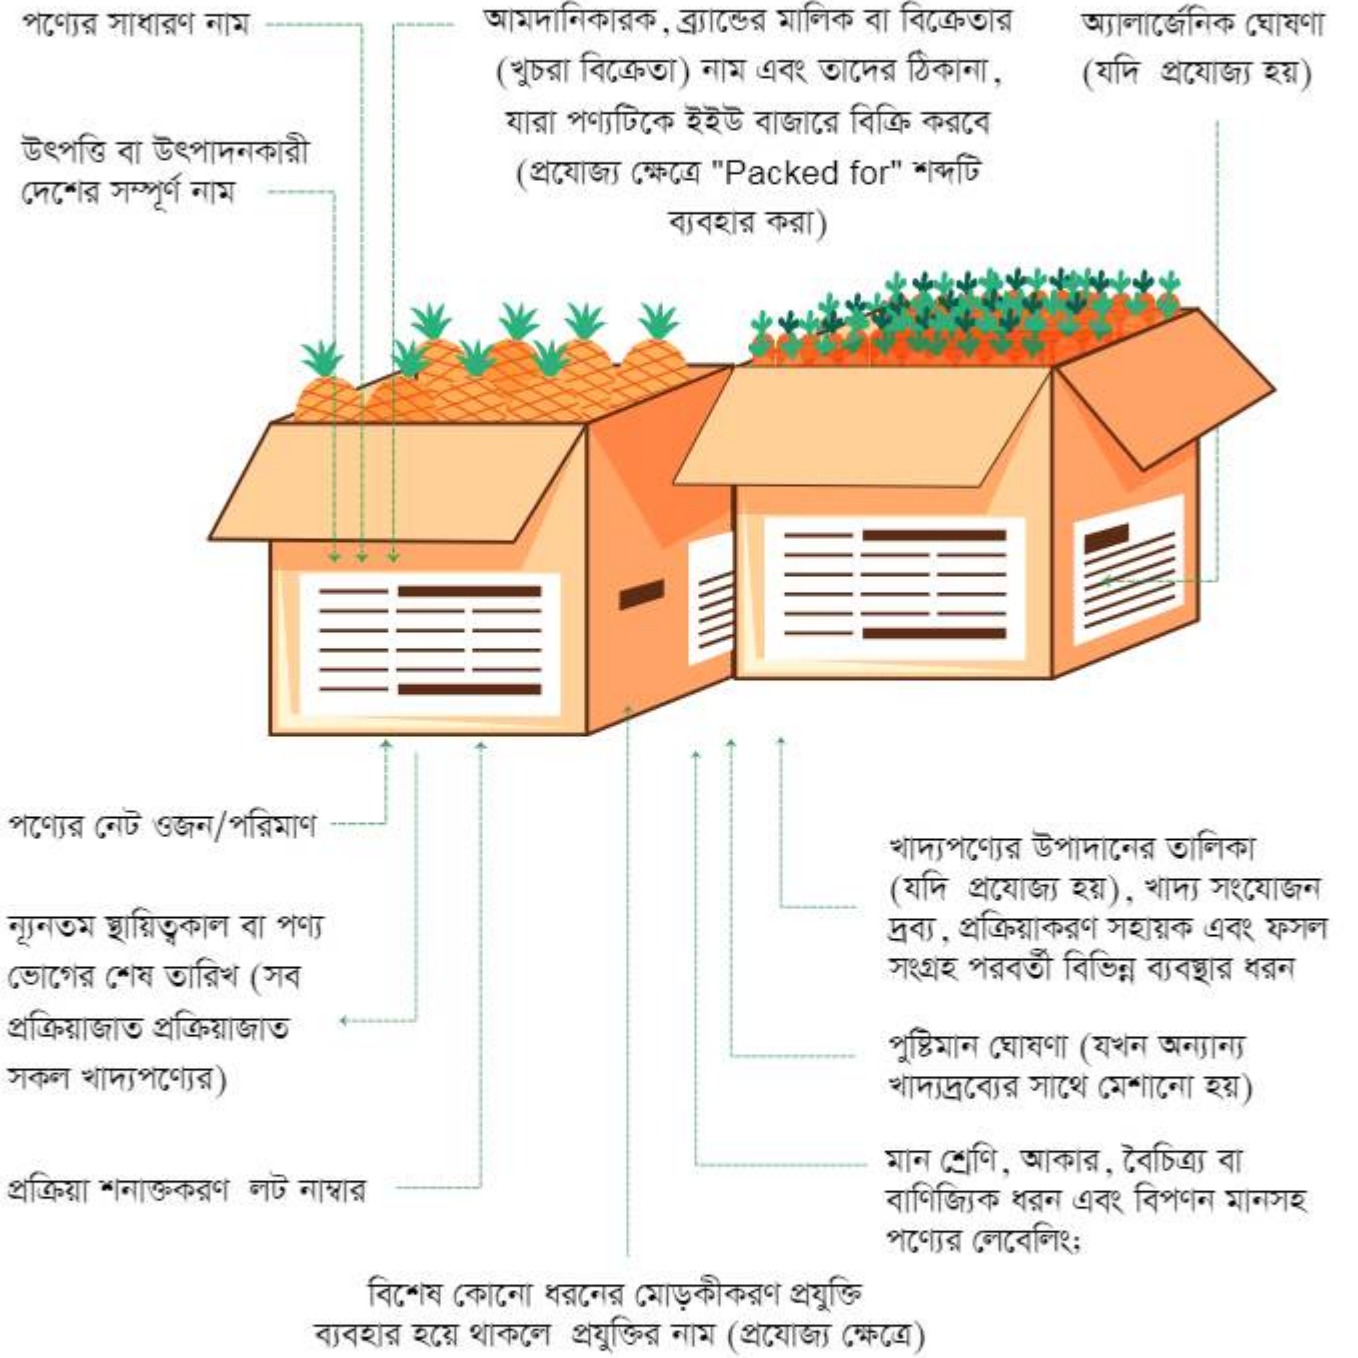 পণ্যের সাধারণ নাম
আমদানিকারক, ব্র্যান্ডের মালিক বা বিক্রেতার
(খুচরা বিক্রেতা) নাম এবং তাদের ঠিকানা,
যারা পণ্যটিকে ইইউ বাজারে বিক্রি করবে
(প্রযোজ্য ক্ষেত্রে "Packed for" শব্দটি
ব্যবহার করা)
অ্যালার্জেনিক ঘোষণা
(যদি প্রযোজ্য হয়)
উৎপত্তি বা উৎপাদনকারী
দেশের সম্পূর্ণ নাম
পণ্যের নেট ওজন/পরিমাণ
ন্যূনতম স্থায়িত্বকাল বা পণ্য
ভোগের শেষ তারিখ (সব
প্রক্রিয়াজাত প্রক্রিয়াজাত
সকল খাদ্যপণ্যের)
প্রক্রিয়া শনাক্তকরণ লট নাম্বার
খাদ্যপণ্যের উপাদানের তালিকা
(যদি প্রযোজ্য হয়), খাদ্য সংযোজন
দ্রব্য, প্রক্রিয়াকরণ সহায়ক এবং ফসল
সংগ্রহ পরবর্তী বিভিন্ন ব্যবস্থার ধরন
পুষ্টিমান ঘোষণা (যখন অন্যান্য
খাদ্যদ্রব্যের সাথে মেশানো হয়)
মান শ্রেণি, আকার, বৈচিত্র্য বা
বাণিজ্যিক ধরন এবং বিপণন মানসহ
পণ্যের লেবেলিং;
বিশেষ কোনো ধরনের মোড়কীকরণ প্রযুক্তি
ব্যবহার হয়ে থাকলে প্রযুক্তির নাম (প্রযোজ্য ক্ষেত্রে)